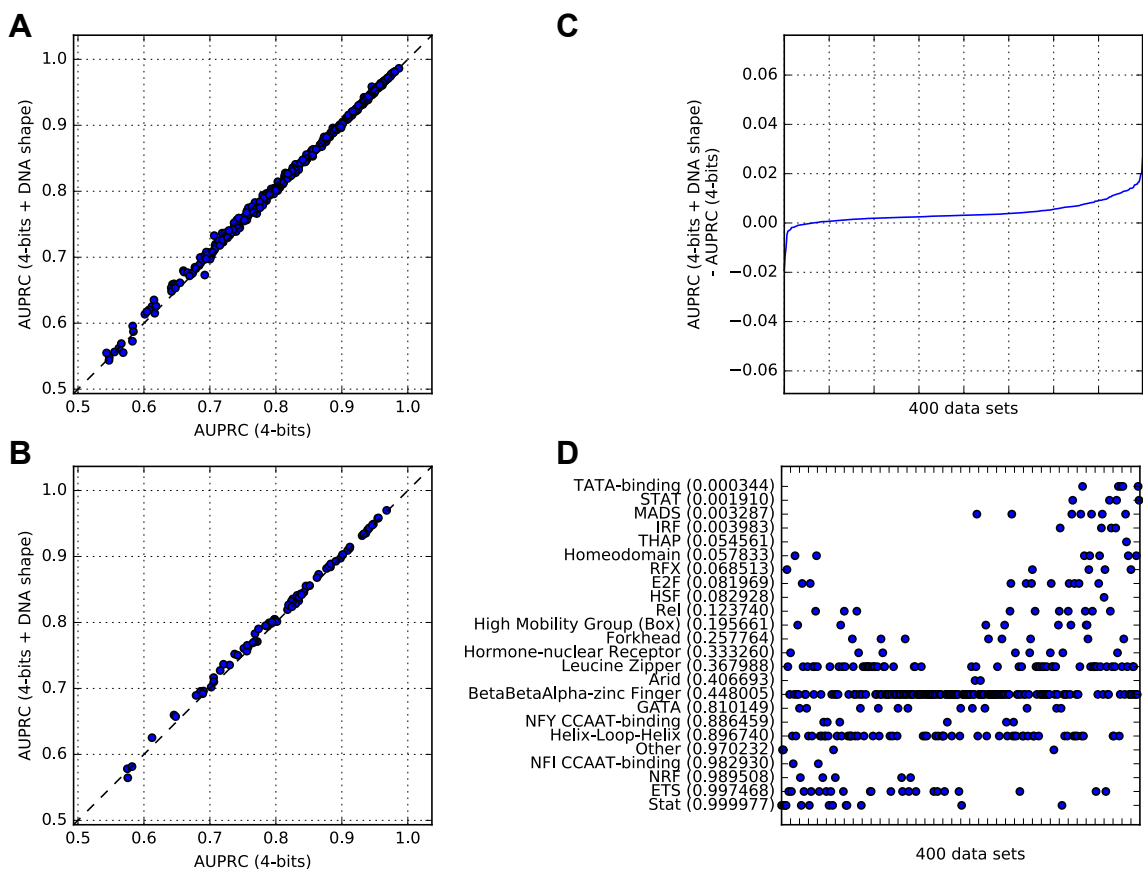 A
1.0
0.9
0.8
0.7
0.6
0.5
AUPRC (4-bits + DNA shape)
0.5 0.6 0.7 0.8 0.9 1.0
AUPRC (4-bits)
C
0.06
0.04
0.02
0.00
−0.02
−0.04
−0.06
AUPRC (4-bits + DNA shape)
- AUPRC (4-bits)
400 data sets
B
1.0
0.9
0.8
0.7
0.6
0.5
AUPRC (4-bits + DNA shape)
0.5 0.6 0.7 0.8 0.9 1.0
AUPRC (4-bits)
D
TATA-binding (0.000344)
STAT (0.001910)
MADS (0.003287)
IRF (0.003983)
THAP (0.054561)
Homeodomain (0.057833)
RFX (0.068513)
E2F (0.081969)
HSF (0.082928)
Rel (0.123740)
High Mobility Group (Box) (0.195661)
Forkhead (0.257764)
Hormone-nuclear Receptor (0.333260)
Leucine Zipper (0.367988)
Arid (0.406693)
BetaBetaAlpha-zinc Finger (0.448005)
GATA (0.810149)
NFY CCAAT-binding (0.886459)
Helix-Loop-Helix (0.896740)
Other (0.970232)
NFI CCAAT-binding (0.982930)
NRF (0.989508)
ETS (0.997468)
Stat (0.999977)
400 data sets